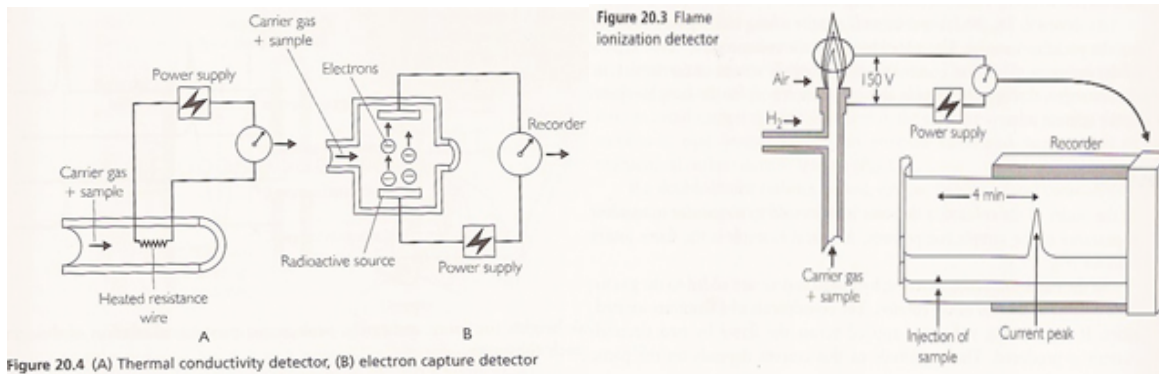 Carrier gas
+ sample
Power supply
Electrons
Recorder
Carrier gas
+ sample
Heated resistance
wire
Radioactive source
Power supply
A
B
Figure 20.4 (A) Thermal conductivity detector, (B) electron capture detector
Figure 20.3 Flame
ionization detector
Air
150 V
H₂
Power supply
Recorder
4 min
Carrier gas
+ sample
Injection of
sample
Current peak